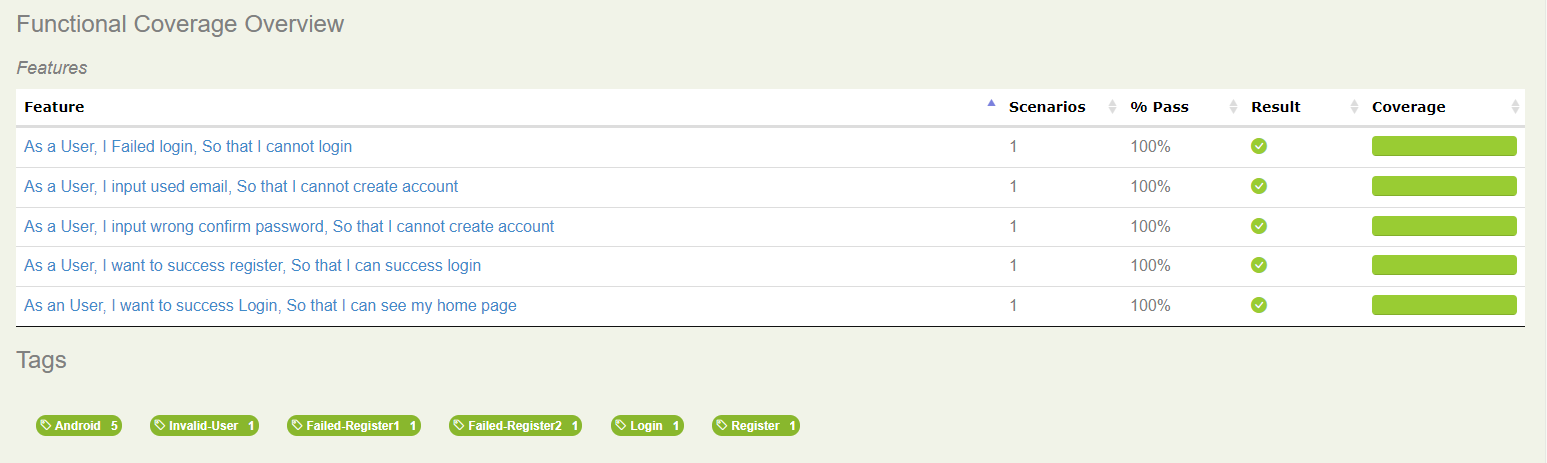 Functional Coverage Overview
Features
Feature Scenarios % Pass Result Coverage
As a User, I Failed login, So that I cannot login 1 100%
As a User, I input used email, So that I cannot create account 1 100%
As a User, I input wrong confirm password, So that I cannot create account 1 100%
As a User, I want to success register, So that I can success login 1 100%
As an User, I want to success Login, So that I can see my home page 1 100%
Tags
Android 5 Invalid-User 1 Failed-Register1 1 Failed-Register2 1 Login 1 Register 1